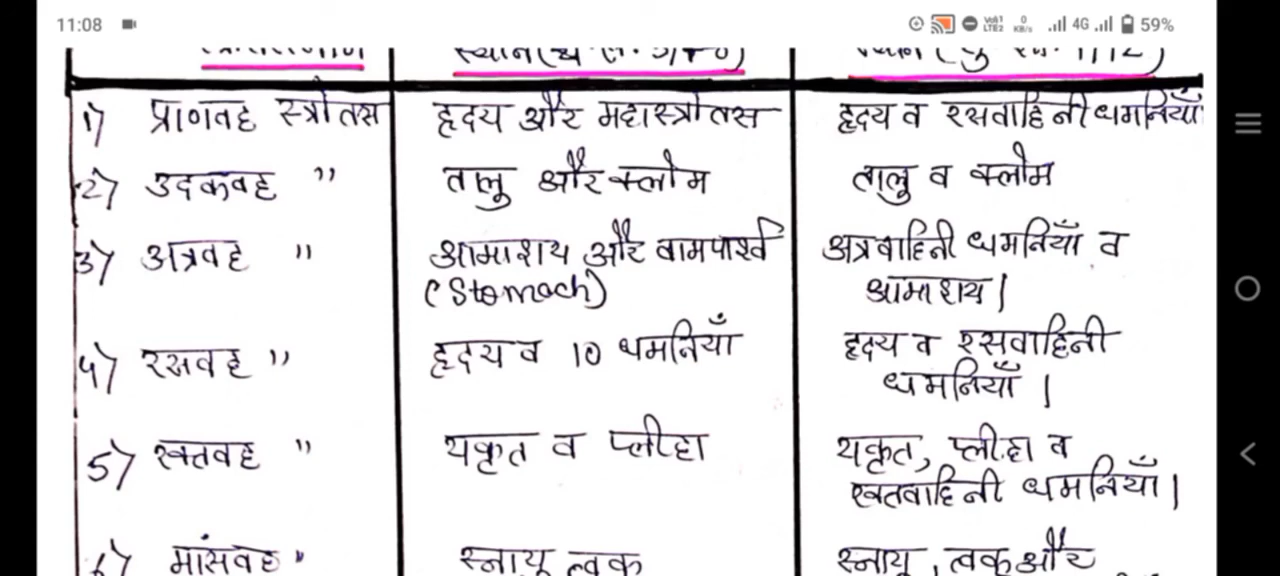 11:08 4G 59%
स्थान
1) प्राणवह स्त्रोतस हृदय और महास्त्रोतस हृदय व रसवाहिनी धमनियाँ
2) उदकवह " तालु और क्लोम तालु व क्लोम
3) अन्नवह " आमाशय और वामपार्श्व अन्नवाहिनी धमनियाँ व
(Stomach) आमाशय।
4) रसवह " हृदय व 10 धमनियाँ हृदय व रसवाहिनी
धमनियाँ।
5) रक्तवह " यकृत व प्लीहा यकृत, प्लीहा व
रक्तवाहिनी धमनियाँ।
6) मांसवह " स्नायु त्वक स्नायु, त्वक और